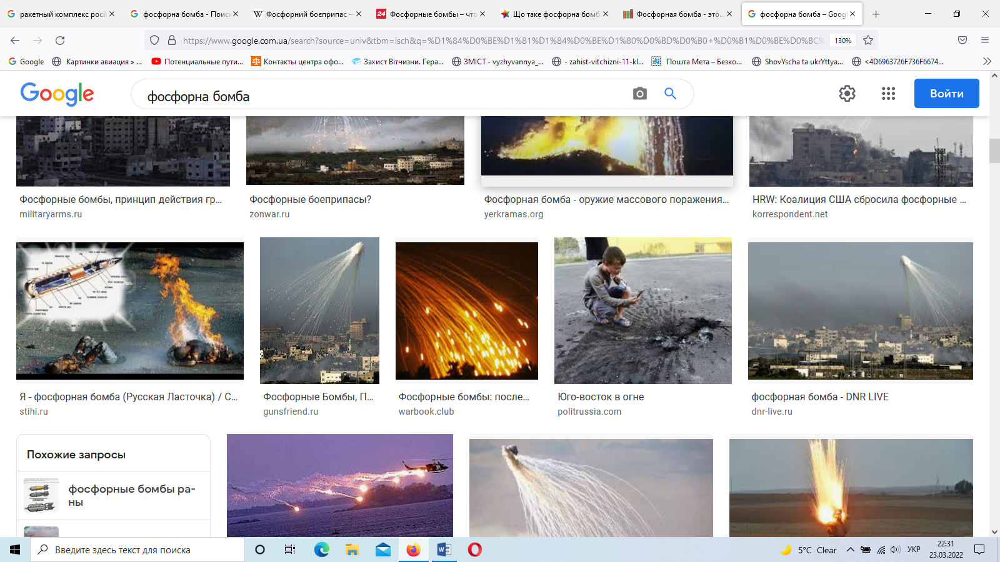 ракетный комплекс росі
фосфорна бомба - Поиск
Фосфорний боєприпас —
Фосфорные бомбы – что
Що таке фосфорна бомба
Фосфорная бомба - это...
фосфорна бомба – Googl
https://www.google.com.ua/search?source=univ&tbm=isch&q=%D1%84%D0%BE%D1%81%D1%84%D0%BE%D1%80%D0%BD%D0%B0+%D0%B1%D0%BE%D0%BC%
130%
Google
Картинки авиация » ...
Потенциальные пути...
Контакты центра офо...
Захист Вітчизни. Гера...
ЗМІСТ - vyzhyvannya_...
- zahist-vitchizni-11-kl...
Пошта Мета – Безко...
ShovYscha ta ukrYttya...
<4D6963726F736F6674...
Google
фосфорна бомба
Войти
Фосфорные бомбы, принцип действия гр...
militaryarms.ru
Фосфорные боеприпасы?
zonwar.ru
Фосфорная бомба - оружие массового поражения...
yerkramas.org
HRW: Коалиция США сбросила фосфорные ...
korrespondent.net
Я - фосфорная бомба (Русская Ласточка) / С...
stihi.ru
Фосфорные Бомбы, П...
gunsfriend.ru
Фосфорные бомбы: после...
warbook.club
Юго-восток в огне
politrussia.com
фосфорная бомба - DNR LIVE
dnr-live.ru
Похожие запросы
фосфорные бомбы ра-
ны
Введите здесь текст для поиска
5°C Clear
УКР
22:31
23.03.2022